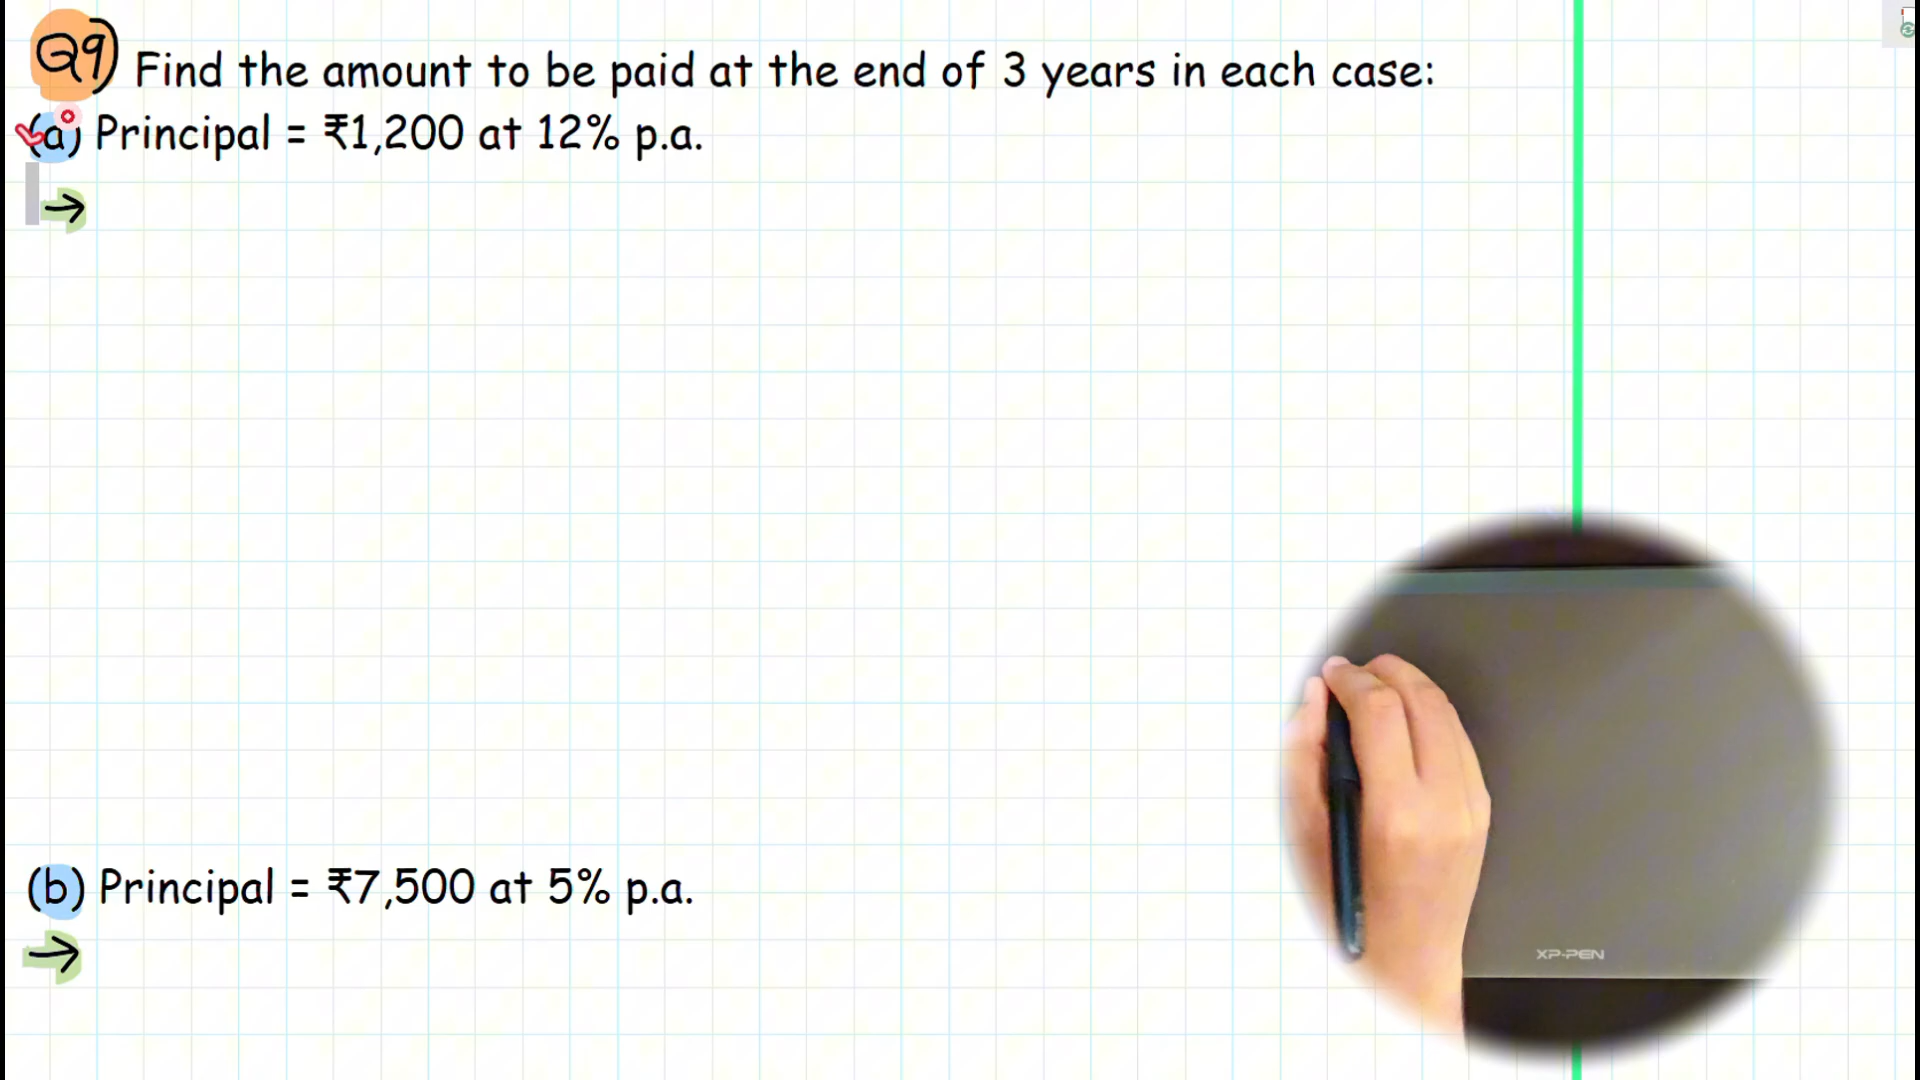 Q9) Find the amount to be paid at the end of 3 years in each case:
(a) Principal = ₹1,200 at 12% p.a.
→
(b) Principal = ₹7,500 at 5% p.a.
→
XP-PEN